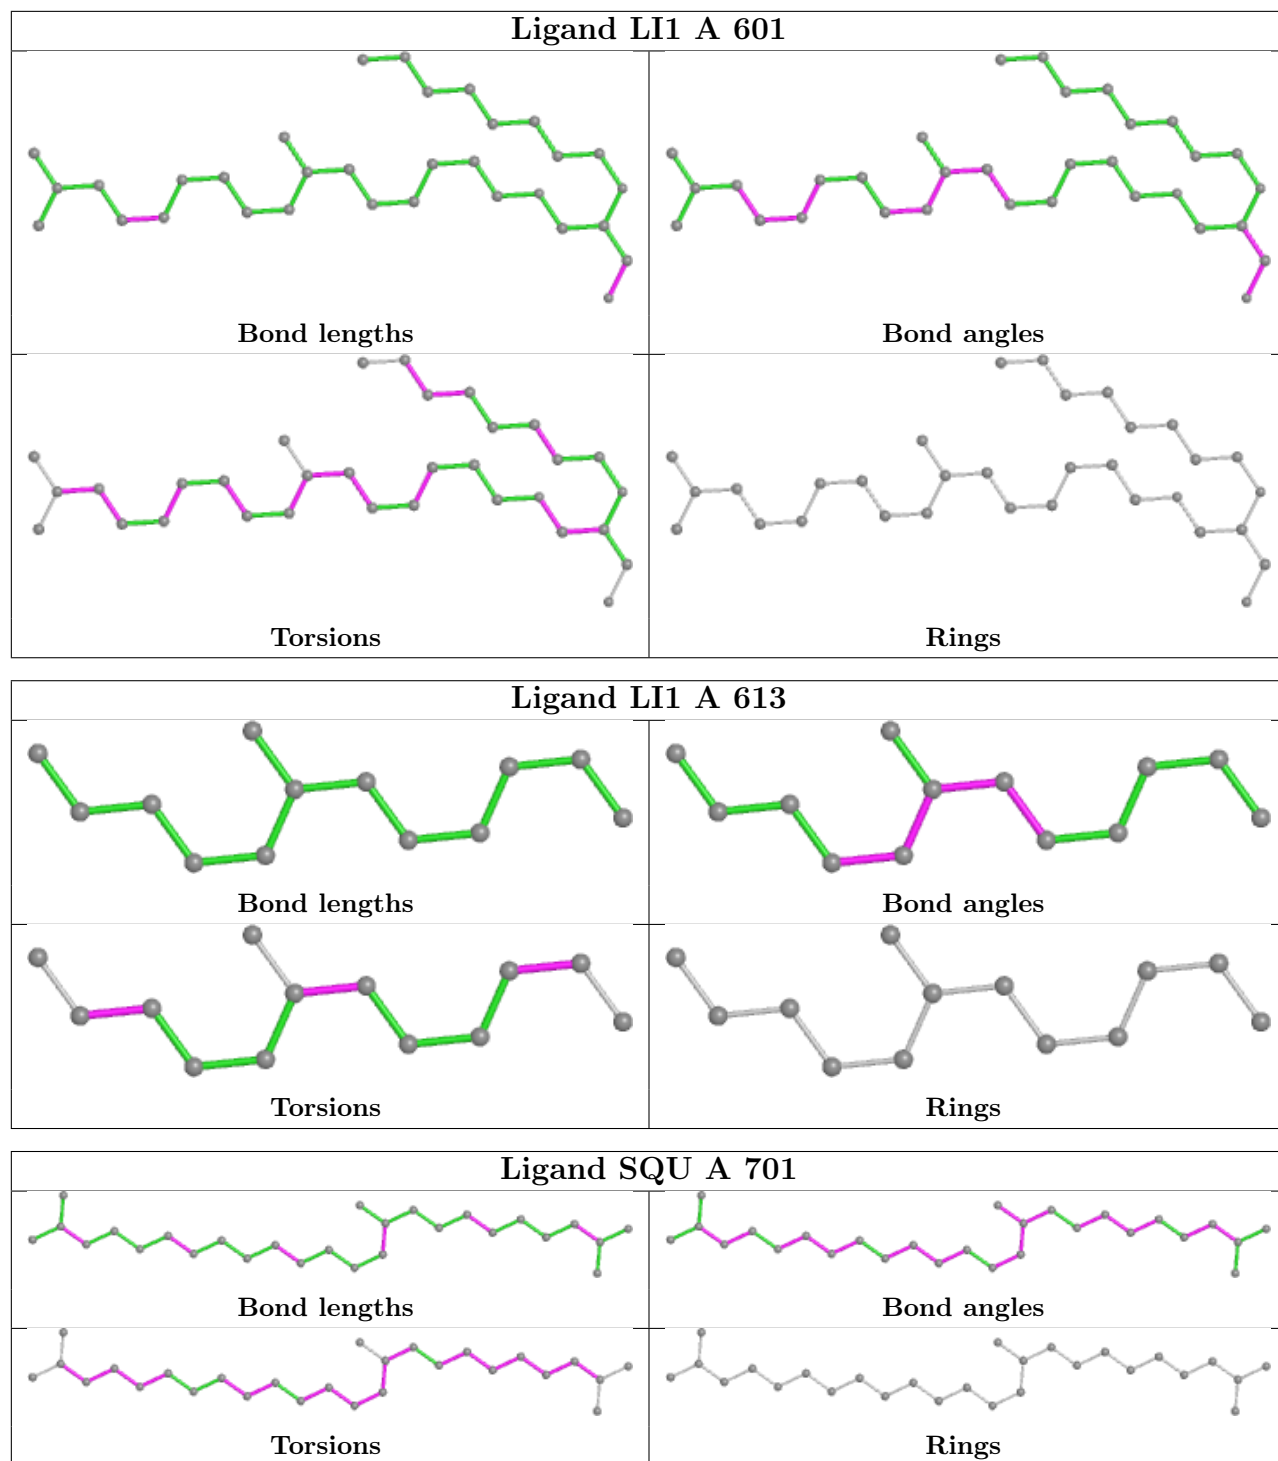 Ligand LI1 A 601
Bond lengths
Bond angles
Torsions
Rings
Ligand LI1 A 613
Bond lengths
Bond angles
Torsions
Rings
Ligand SQU A 701
Bond lengths
Bond angles
Torsions
Rings